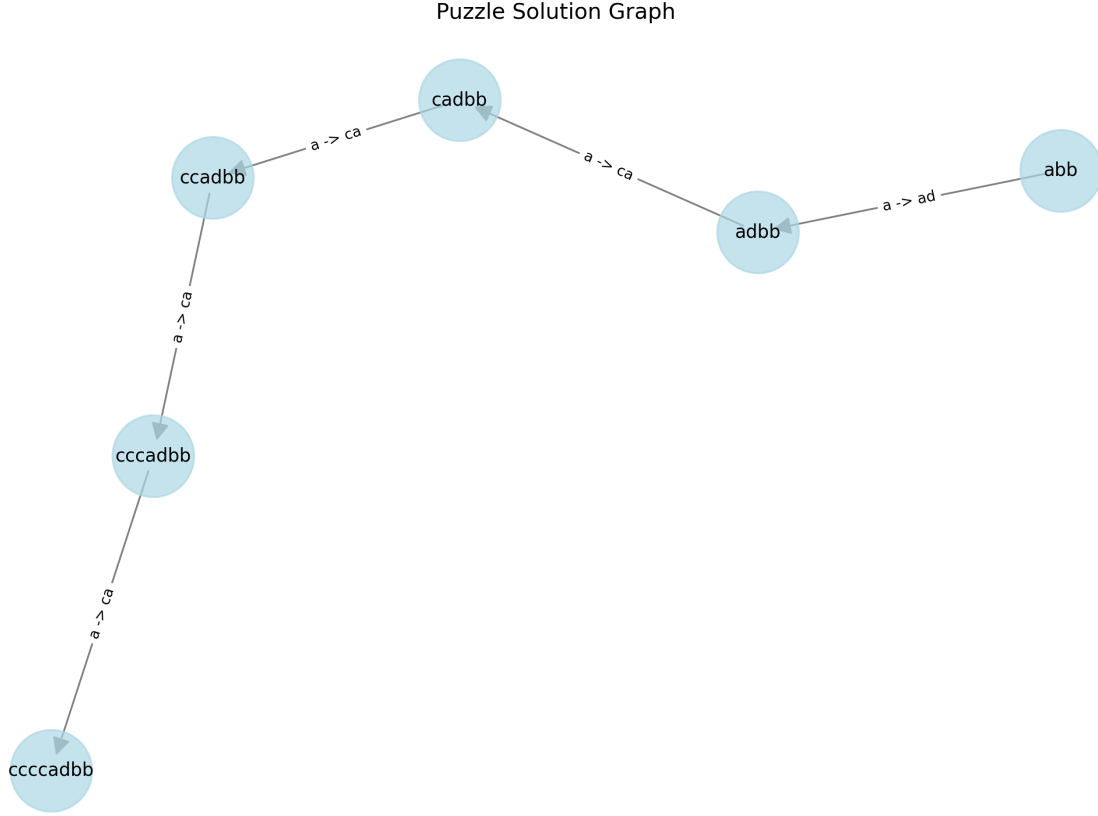 Puzzle Solution Graph
cadbb
a -> ca
ccadbb
a -> ca
abb
a -> ad
adbb
a -> ca
cccadbb
a -> ca
ccccadbb